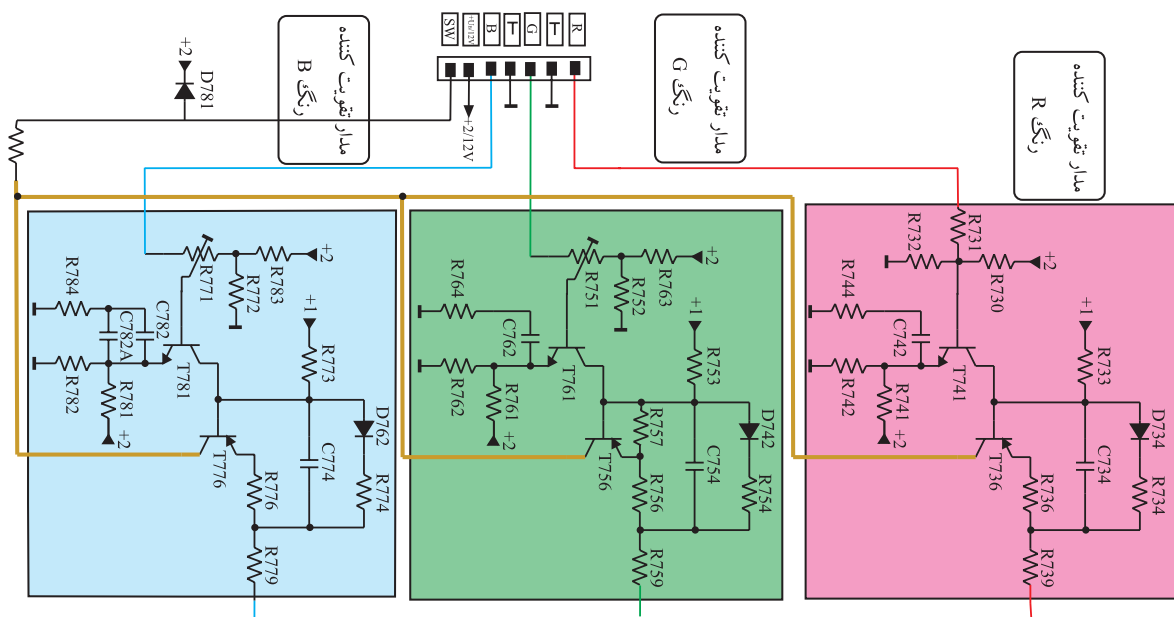 SW
+U₈/12V
B
T
G
T
R
مدار تقویت کننده
رنگ B
مدار تقویت کننده
رنگ G
مدار تقویت کننده
رنگ R
+2
D781
+2/12V
R771
R772
R783
+2
R784
C782
C782A
R782
R781
+2
T781
+1
R773
D762
T776
C774
R774
R776
R779
R751
R752
R763
+2
R764
C762
R762
R761
+2
T761
+1
R753
R757
D742
T756
C754
R754
R756
R759
R731
R732
R730
+2
R744
C742
R742
R741
+2
T741
+1
R733
D734
T736
C734
R734
R736
R739